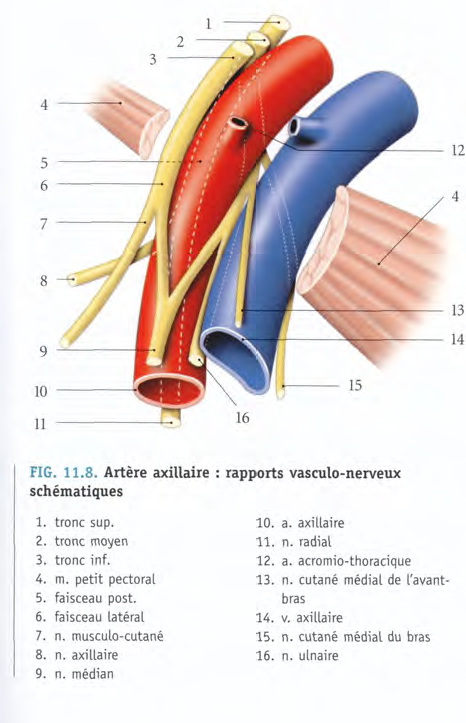 1
2
3
4
5
12
6
4
7
8
13
9
14
10
15
16
11
FIG. 11.8. Artère axillaire : rapports vasculo-nerveux
schématiques
1. tronc sup.
2. tronc moyen
3. tronc inf.
4. m. petit pectoral
5. faisceau post.
6. faisceau latéral
7. n. musculo-cutané
8. n. axillaire
9. n. médian
10. a. axillaire
11. n. radial
12. a. acromio-thoracique
13. n. cutané médial de l'avant-
bras
14. v. axillaire
15. n. cutané médial du bras
16. n. ulnaire